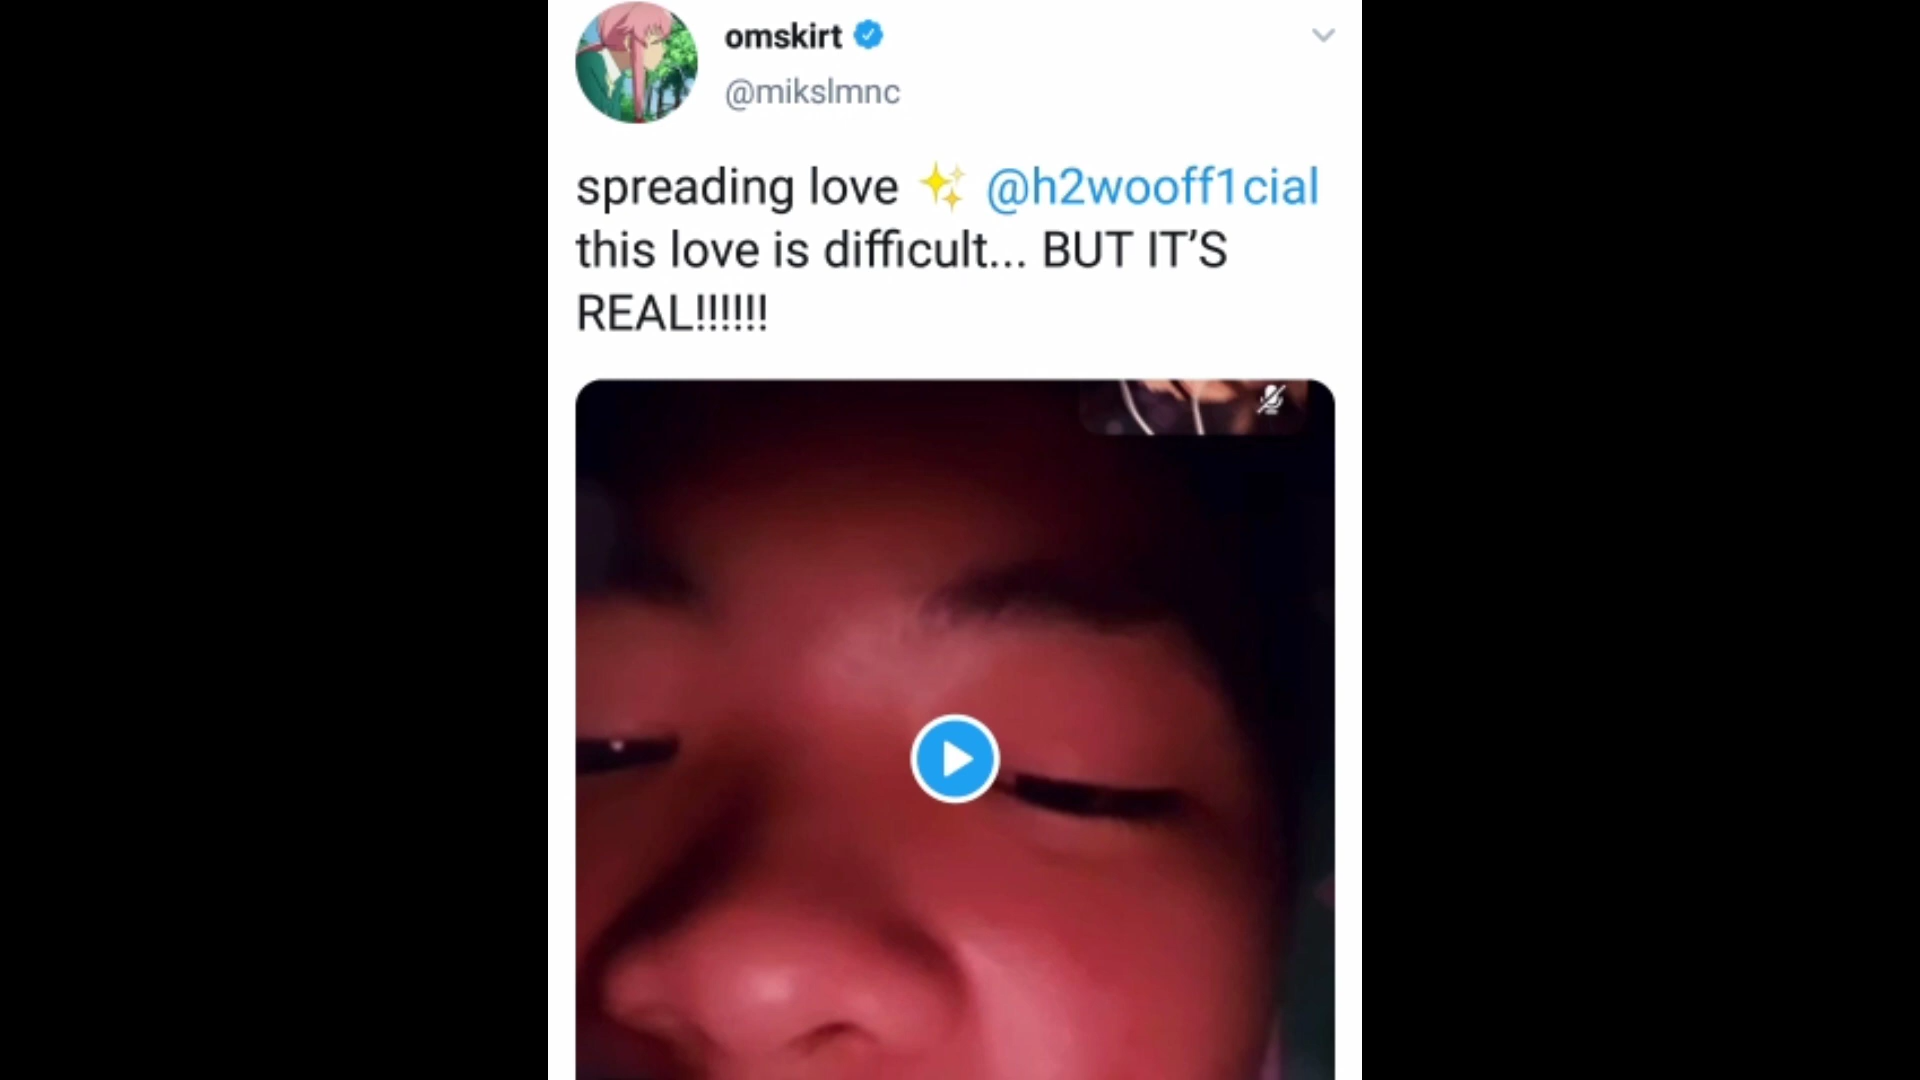 omskirt
@mikslmnc
spreading love ✨ @h2wooff1cial
this love is difficult... BUT IT’S
REAL!!!!!!